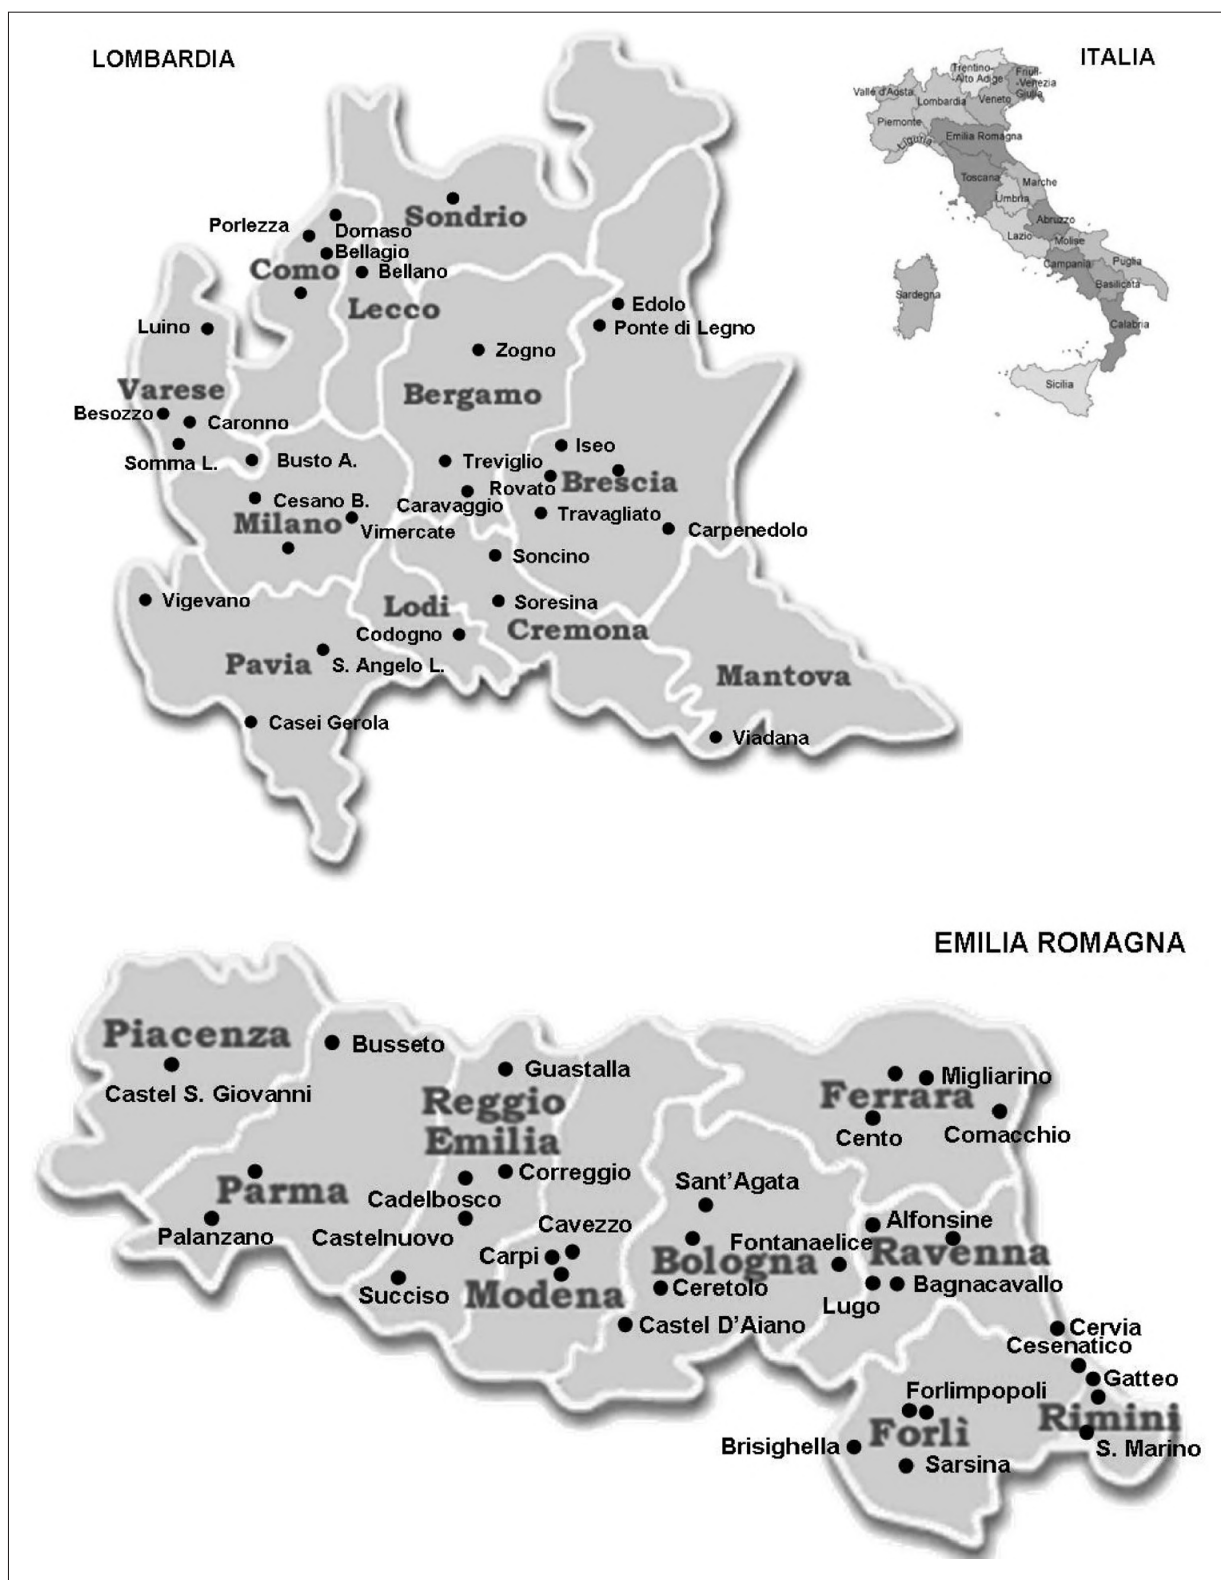 LOMBARDIA
ITALIA
Trentino-
Alto Adige
Friuli-
-Venezia
Giulia
Valle d'Aosta
Lombardia
Veneto
Piemonte
Emilia Romagna
Liguria
Toscana
Marche
Umbria
Abruzzo
Lazio
Molise
Campania
Puglia
Basilicata
Sardegna
Calabria
Sicilia
Sondrio
Porlezza
Domaso
Bellagio
Como
Bellano
Lecco
Edolo
Luino
Ponte di Legno
Zogno
Varese
Bergamo
Besozzo
Caronno
Iseo
Somma L.
Busto A.
Treviglio
Rovato
Brescia
Cesano B.
Caravaggio
Travagliato
Milano
Vimercate
Carpenedolo
Soncino
Vigevano
Lodi
Soresina
Codogno
Cremona
Pavia
S. Angelo L.
Mantova
Casei Gerola
Viadana
EMILIA ROMAGNA
Piacenza
Busseto
Castel S. Giovanni
Guastalla
Reggio
Emilia
Migliarino
Ferrara
Cento
Comacchio
Parma
Correggio
Cadelbosco
Sant'Agata
Palanzano
Castelnuovo
Cavezzo
Alfonsine
Carpi
Bologna
Fontanaelice
Ravenna
Succiso
Modena
Ceretolo
Lugo
Bagnacavallo
Castel D'Aiano
Cervia
Cesenatico
Gatteo
Forlimpopoli
Rimini
Forlì
Brisighella
S. Marino
Sarsina